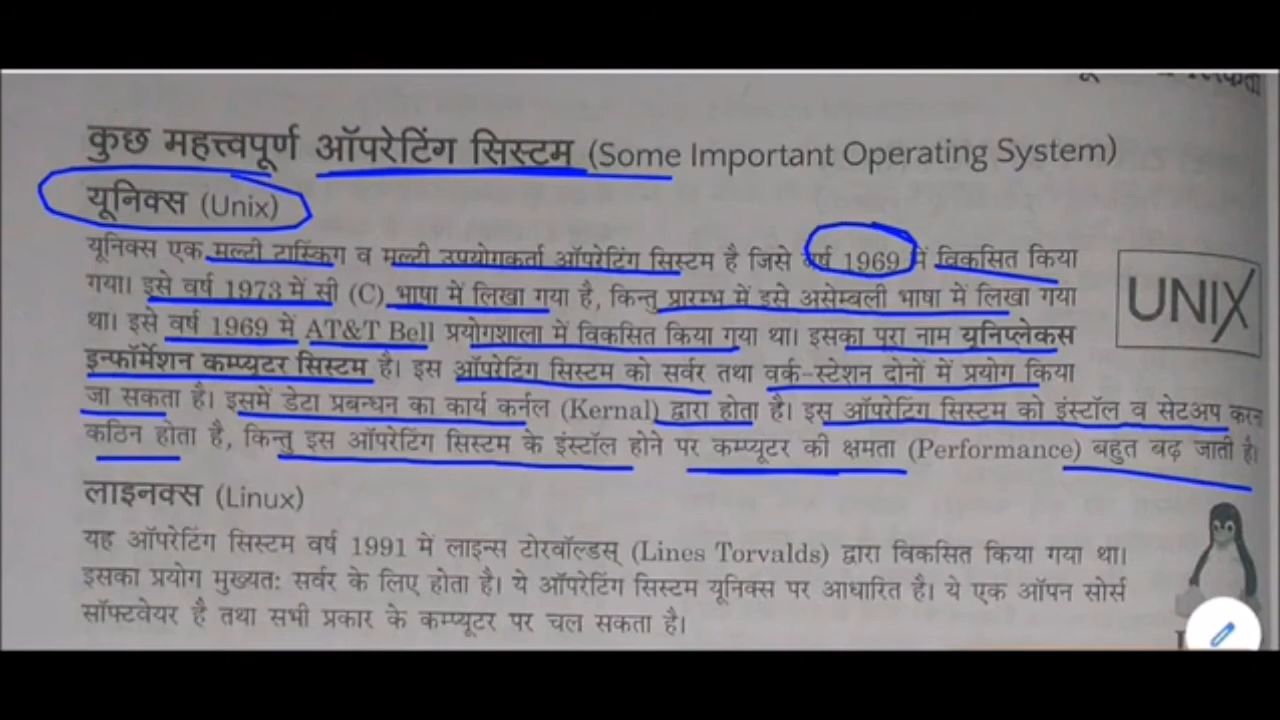 कुछ महत्त्वपूर्ण ऑपरेटिंग सिस्टम (Some Important Operating System)
यूनिक्स (Unix)
यूनिक्स एक मल्टी टास्किंग व मल्टी उपयोगकर्ता ऑपरेटिंग सिस्टम है जिसे वर्ष 1969 में विकसित किया
गया। इसे वर्ष 1973 में सी (C) भाषा में लिखा गया है, किन्तु प्रारम्भ में इसे असेम्बली भाषा में लिखा गया
था। इसे वर्ष 1969 में AT&T Bell प्रयोगशाला में विकसित किया गया था। इसका पूरा नाम यूनिप्लेकस
इन्फॉर्मेशन कम्प्यूटर सिस्टम है। इस ऑपरेटिंग सिस्टम को सर्वर तथा वर्क-स्टेशन दोनों में प्रयोग किया
जा सकता है। इसमें डेटा प्रबन्धन का कार्य कर्नल (Kernal) द्वारा होता है। इस ऑपरेटिंग सिस्टम को इंस्टॉल व सेटअप करन
कठिन होता है, किन्तु इस ऑपरेटिंग सिस्टम के इंस्टॉल होने पर कम्प्यूटर की क्षमता (Performance) बहुत बढ़ जाती है।
UNIX
लाइनक्स (Linux)
यह ऑपरेटिंग सिस्टम वर्ष 1991 में लाइन्स टोरवॉल्डस् (Lines Torvalds) द्वारा विकसित किया गया था।
इसका प्रयोग मुख्यत: सर्वर के लिए होता है। ये ऑपरेटिंग सिस्टम यूनिक्स पर आधारित है। ये एक ऑपन सोर्स
सॉफ्टवेयर है तथा सभी प्रकार के कम्प्यूटर पर चल सकता है।